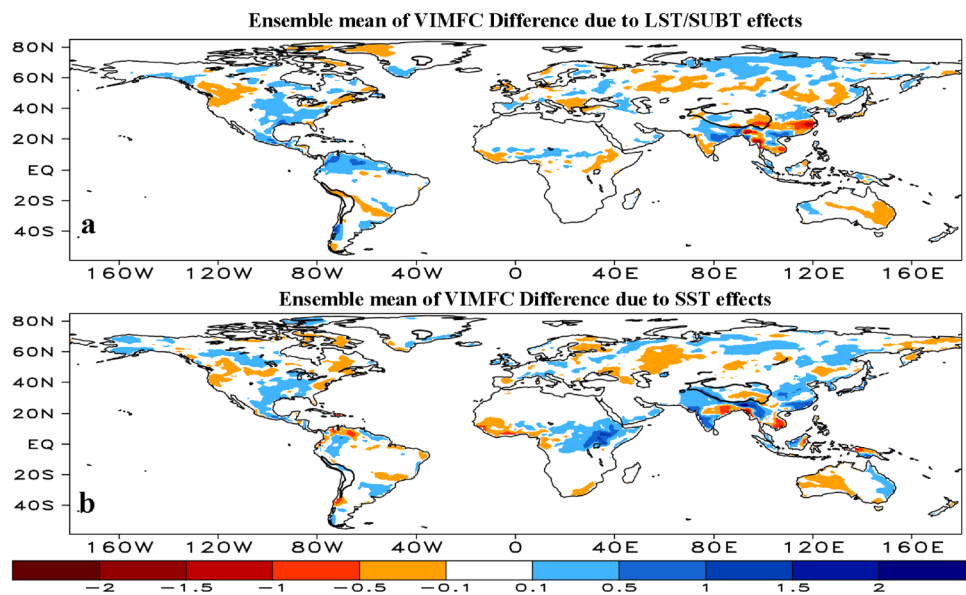 Ensemble mean of VIMFC Difference due to LST/SUBT effects
80N
60N
40N
20N
EQ
20S
40S
a
160W 120W 80W 40W 0 40E 80E 120E 160E
Ensemble mean of VIMFC Difference due to SST effects
80N
60N
40N
20N
EQ
20S
40S
b
160W 120W 80W 40W 0 40E 80E 120E 160E
-2 -1.5 -1 -0.5 -0.1 0.1 0.5 1 1.5 2